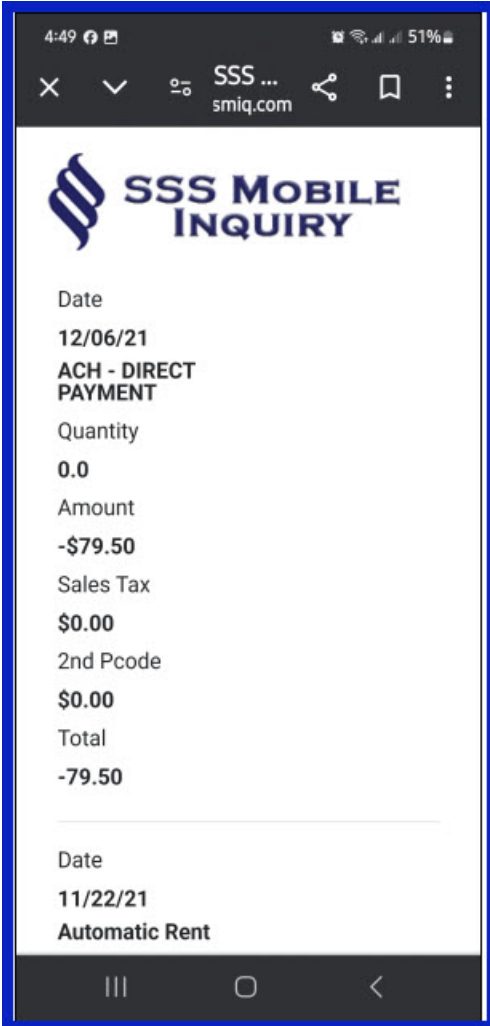 4:49
51%
SSS ...
smiq.com
SSS MOBILE
INQUIRY
Date
12/06/21
ACH - DIRECT
PAYMENT
Quantity
0.0
Amount
-$79.50
Sales Tax
$0.00
2nd Pcode
$0.00
Total
-79.50
Date
11/22/21
Automatic Rent